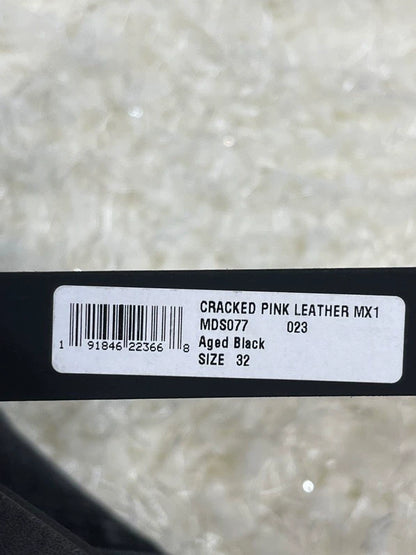 CRACKED PINK LEATHER MX1
MDS077 023
Aged Black
SIZE 32
1 91846 22366 8